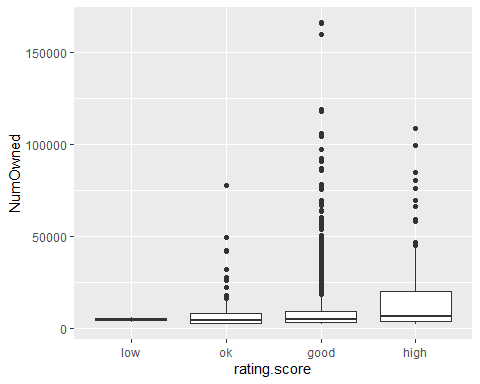 150000
100000
50000
0
NumOwned
low ok good high
rating.score